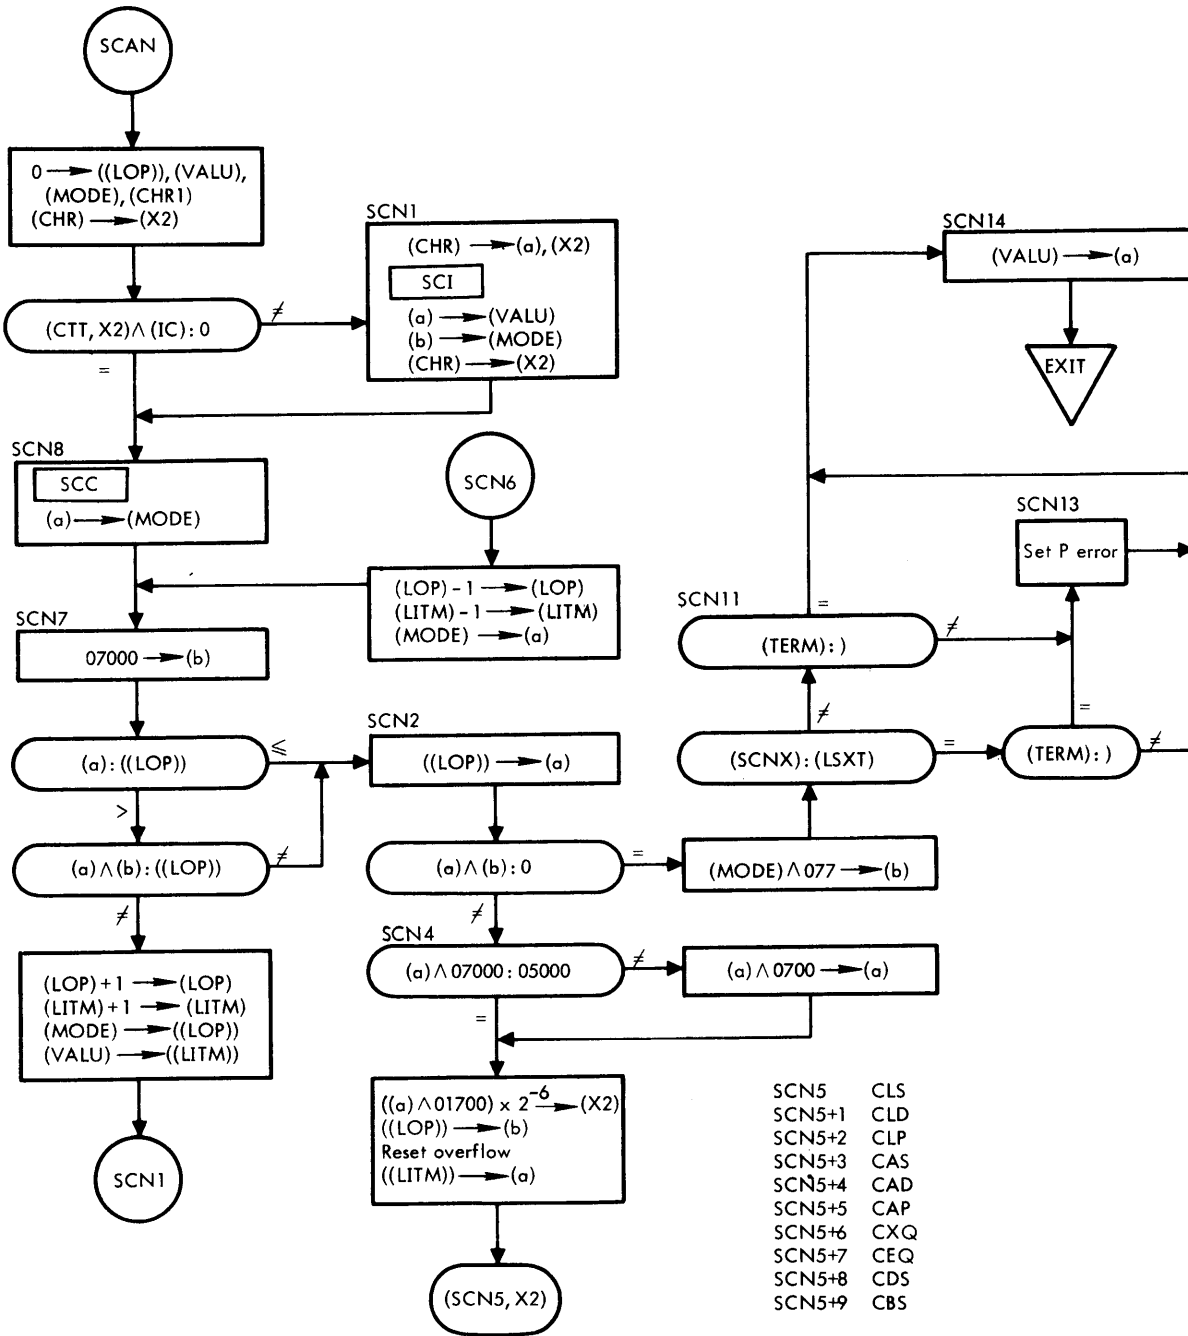 SCAN
0 → ((LOP)), (VALU),
(MODE), (CHR1)
(CHR) → (X2)
(CTT, X2) ∧ (IC) : 0
≠
=
SCN1
(CHR) → (a), (X2)
SCI
(a) → (VALU)
(b) → (MODE)
(CHR) → (X2)
SCN8
SCC
(a) → (MODE)
SCN6
(LOP) - 1 → (LOP)
(LITM) - 1 → (LITM)
(MODE) → (a)
SCN7
07000 → (b)
(a) : ((LOP))
≤
>
(a) ∧ (b) : ((LOP))
≠
≠
(LOP) + 1 → (LOP)
(LITM) + 1 → (LITM)
(MODE) → ((LOP))
(VALU) → ((LITM))
SCN1
SCN2
((LOP)) → (a)
(a) ∧ (b) : 0
=
≠
(MODE) ∧ 077 → (b)
SCN4
(a) ∧ 07000 : 05000
≠
=
(a) ∧ 0700 → (a)
((a) ∧ 01700) x 2^-6 → (X2)
((LOP)) → (b)
Reset overflow
((LITM)) → (a)
(SCN5, X2)
SCN14
(VALU) → (a)
EXIT
SCN13
Set P error
SCN11
(TERM) : )
=
≠
(SCNX) : (LSXT)
≠
=
(TERM) : )
=
≠
SCN5 CLS
SCN5+1 CLD
SCN5+2 CLP
SCN5+3 CAS
SCN5+4 CAD
SCN5+5 CAP
SCN5+6 CXQ
SCN5+7 CEQ
SCN5+8 CDS
SCN5+9 CBS